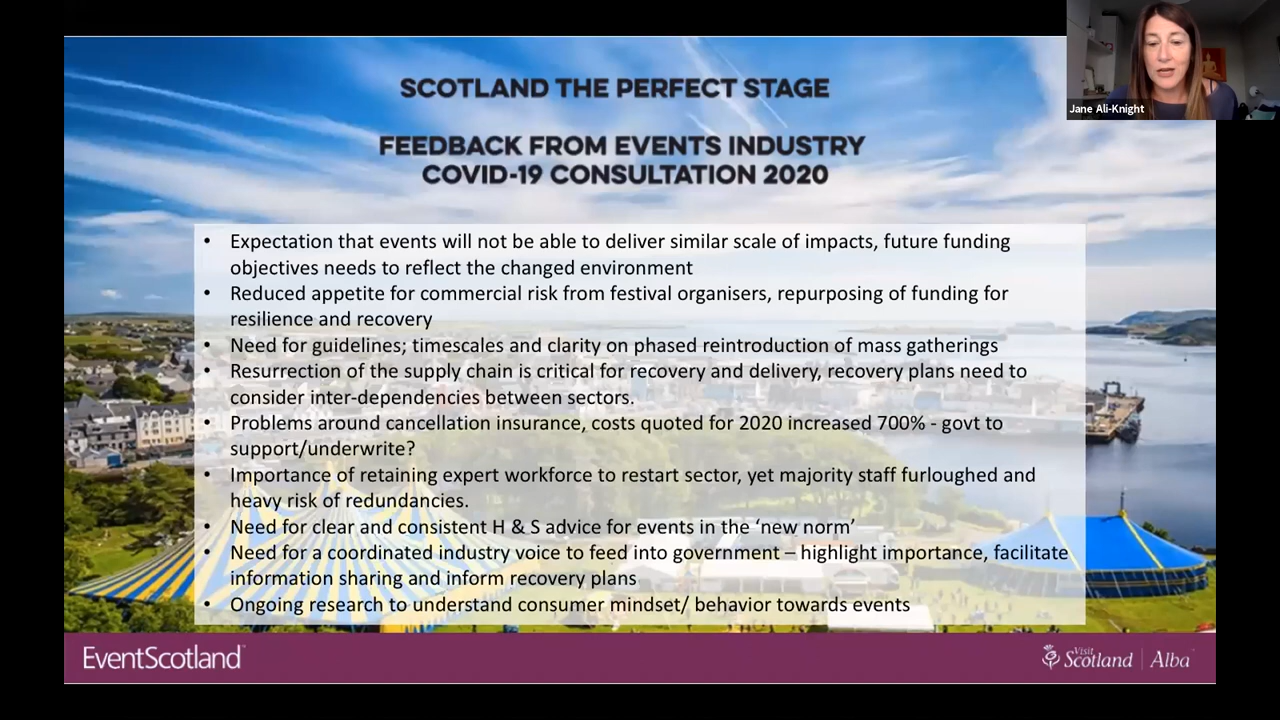 Jane Ali-Knight
SCOTLAND THE PERFECT STAGE
FEEDBACK FROM EVENTS INDUSTRY
COVID-19 CONSULTATION 2020
• Expectation that events will not be able to deliver similar scale of impacts, future funding
objectives needs to reflect the changed environment
• Reduced appetite for commercial risk from festival organisers, repurposing of funding for
resilience and recovery
• Need for guidelines; timescales and clarity on phased reintroduction of mass gatherings
• Resurrection of the supply chain is critical for recovery and delivery, recovery plans need to
consider inter-dependencies between sectors.
• Problems around cancellation insurance, costs quoted for 2020 increased 700% - govt to
support/underwrite?
• Importance of retaining expert workforce to restart sector, yet majority staff furloughed and
heavy risk of redundancies.
• Need for clear and consistent H & S advice for events in the ‘new norm’
• Need for a coordinated industry voice to feed into government – highlight importance, facilitate
information sharing and inform recovery plans
• Ongoing research to understand consumer mindset/ behavior towards events
EventScotland™
Visit
Scotland | Alba™